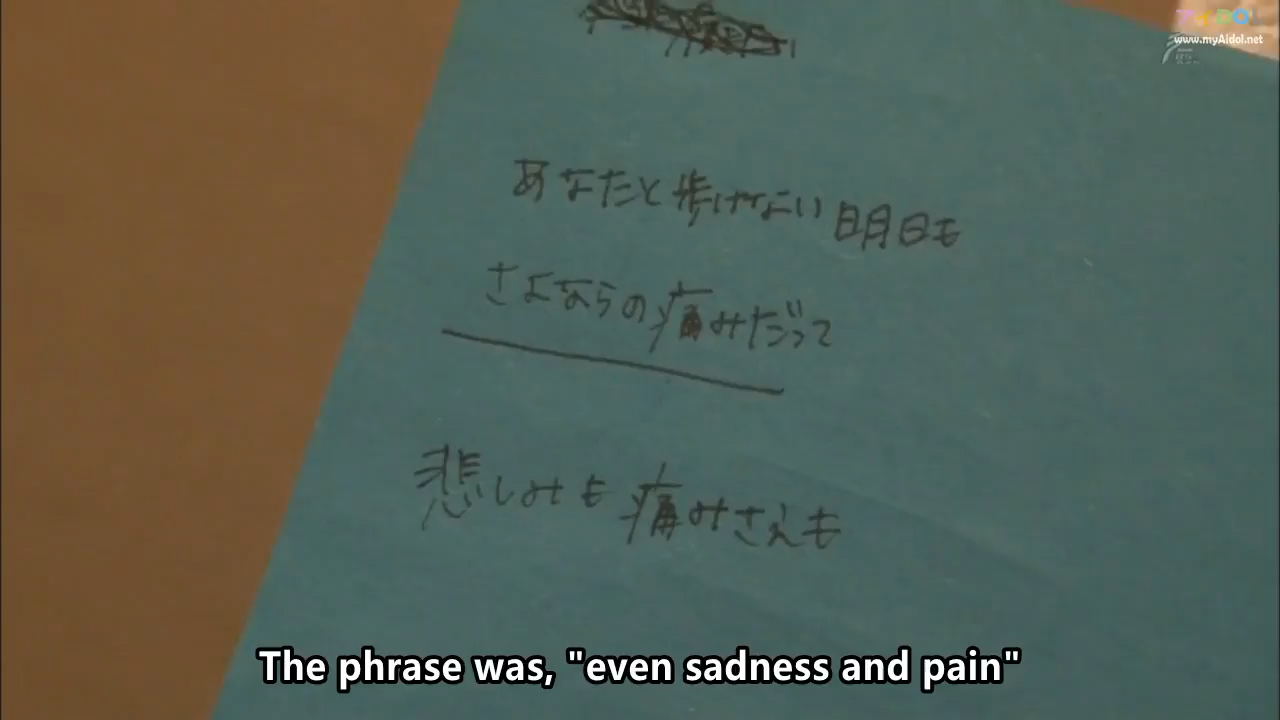 www.myAidol.net
あなたと歩けない明日も
さよならの痛みだって
悲しみも痛みさえも
The phrase was, "even sadness and pain"